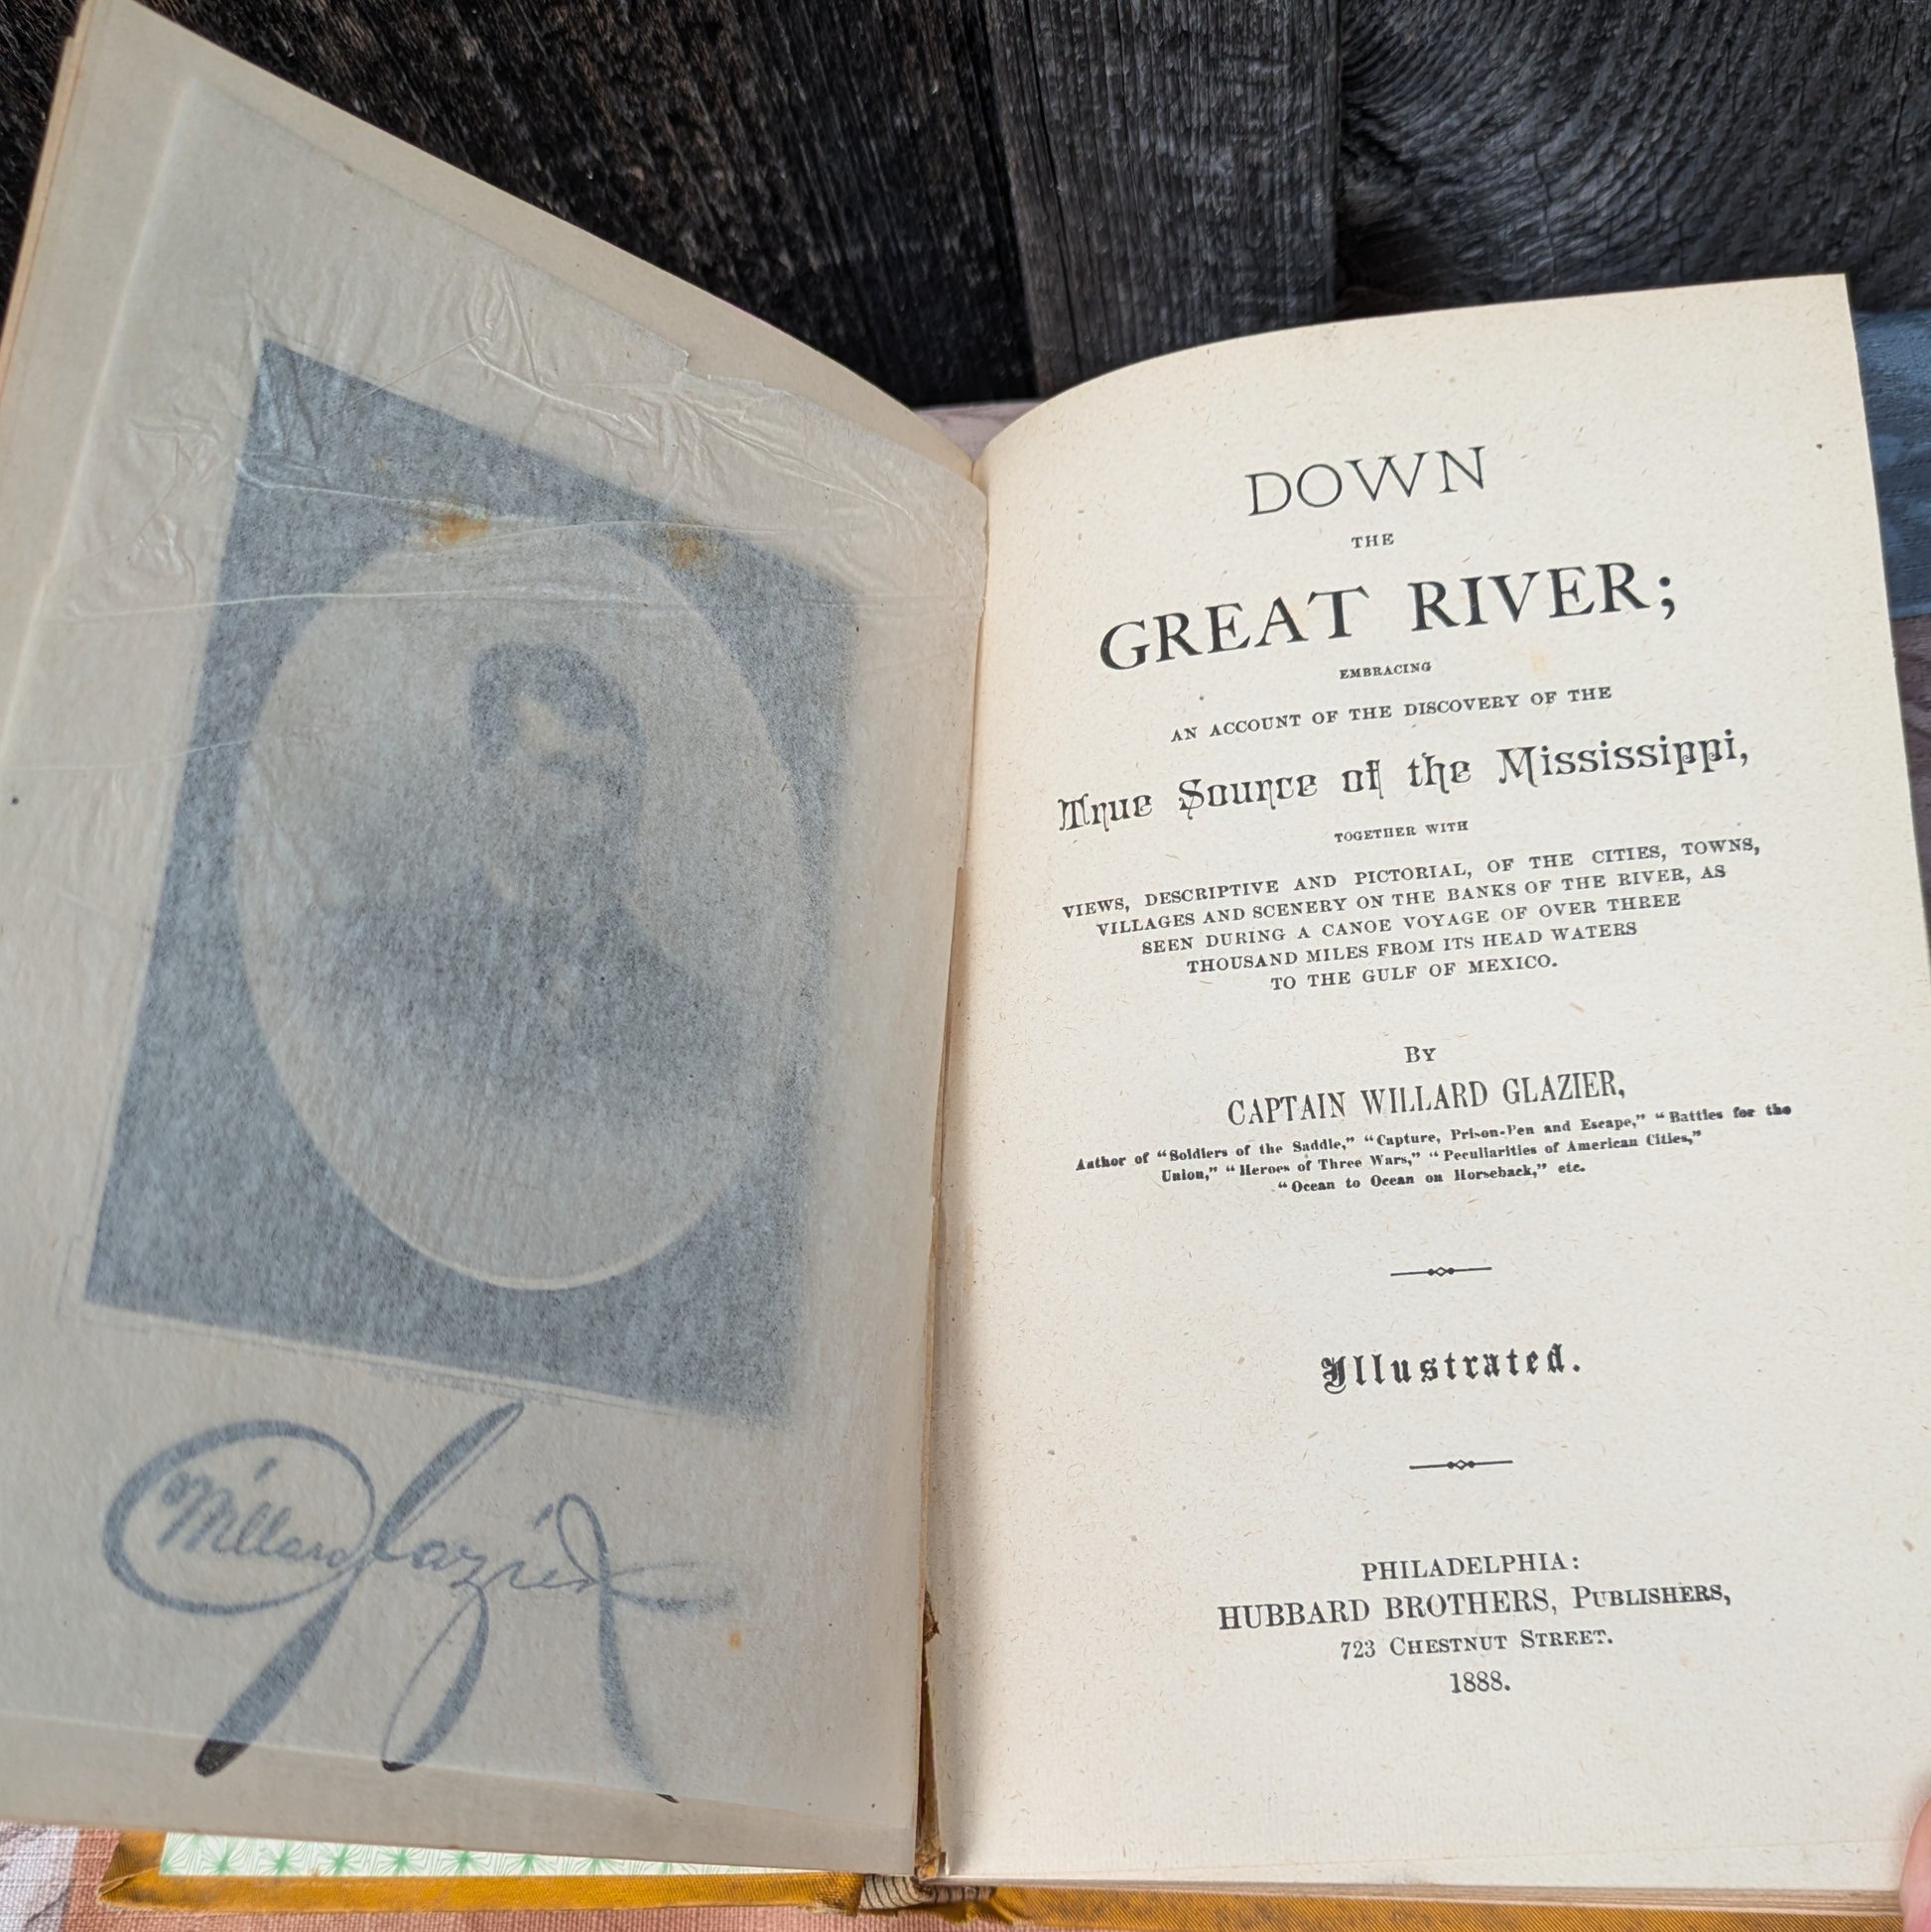 Willard Glazier
DOWN
THE
GREAT RIVER;
EMBRACING
AN ACCOUNT OF THE DISCOVERY OF THE
True Source of the Mississippi,
TOGETHER WITH
VIEWS, DESCRIPTIVE AND PICTORIAL, OF THE CITIES, TOWNS,
VILLAGES AND SCENERY ON THE BANKS OF THE RIVER, AS
SEEN DURING A CANOE VOYAGE OF OVER THREE
THOUSAND MILES FROM ITS HEAD WATERS
TO THE GULF OF MEXICO.
BY
CAPTAIN WILLARD GLAZIER,
Author of “Soldiers of the Saddle,” “Capture, Prison-Pen and Escape,” “Battles for the
Union,” “Heroes of Three Wars,” “Peculiarities of American Cities,”
“Ocean to Ocean on Horseback,” etc.
Illustrated.
PHILADELPHIA:
HUBBARD BROTHERS, PUBLISHERS,
723 CHESTNUT STREET.
1888.